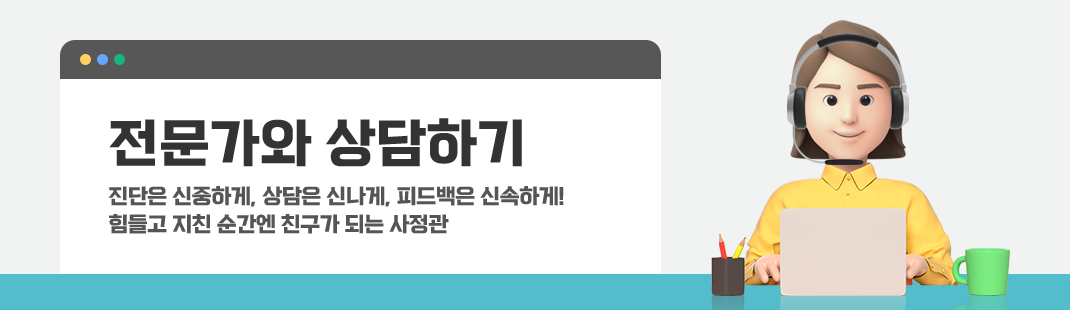 전문가와 상담하기
진단은 신중하게, 상담은 신나게, 피드백은 신속하게!
힘들고 지친 순간엔 친구가 되는 사정관